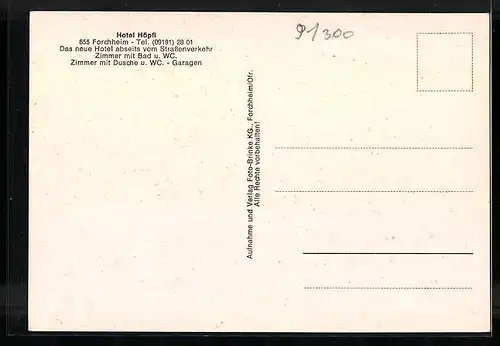 Hotel Höpfl
855 Forchheim - Tel. (09191) 28 01
Das neue Hotel abseits vom Straßenverkehr
Zimmer mit Bad u. WC.
Zimmer mit Dusche u. WC. - Garagen
91300
Aufnahme und Verlag Foto-Brinke KG., Forchheim/Ofr.
Alle Rechte vorbehalten!